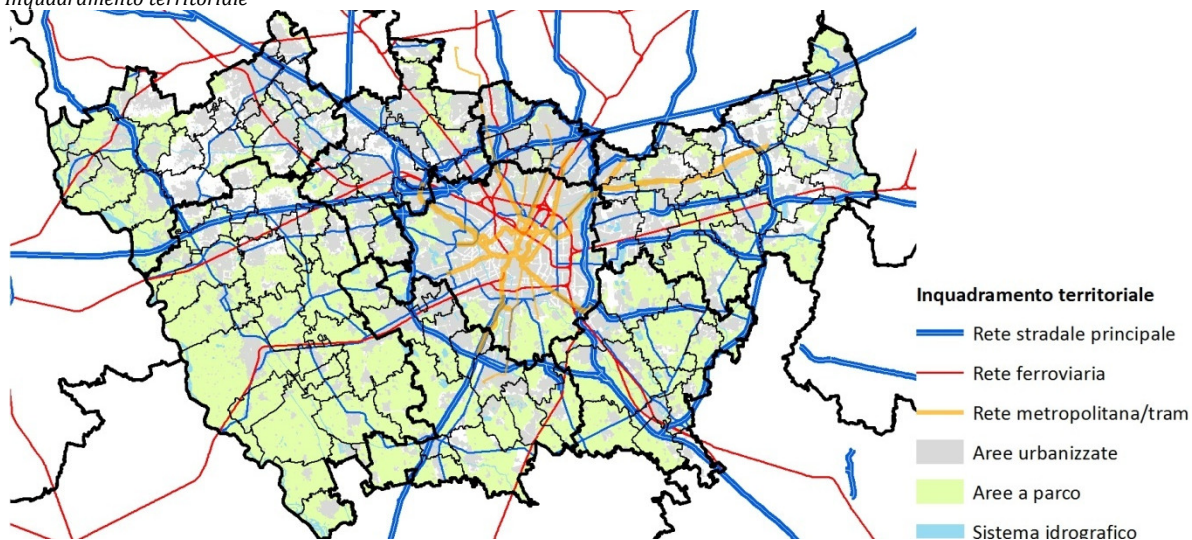 Inquadramento territoriale
Inquadramento territoriale
Rete stradale principale
Rete ferroviaria
Rete metropolitana/tram
Aree urbanizzate
Aree a parco
Sistema idrografico